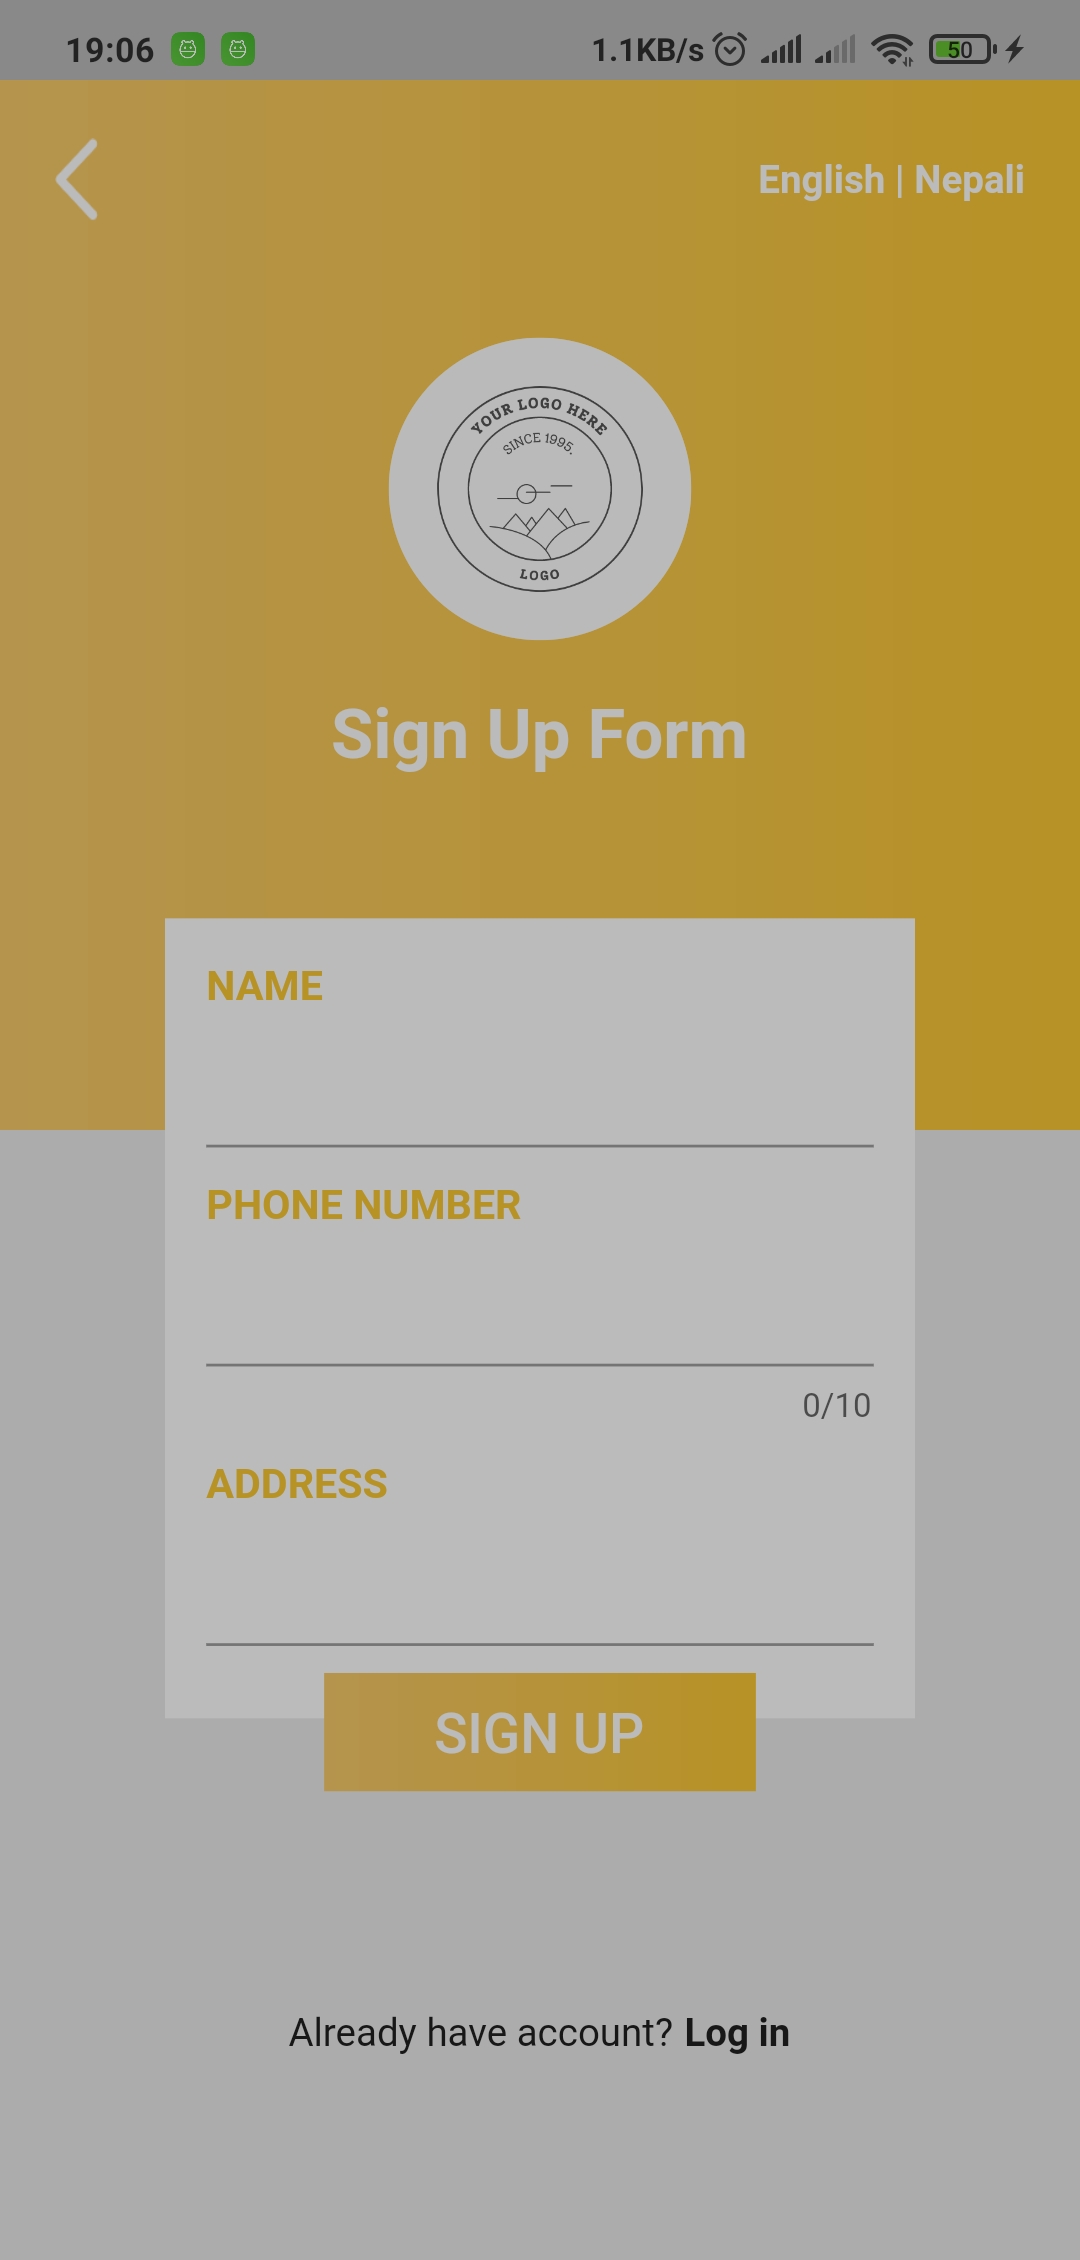 19:06 1.1KB/s 50
English | Nepali
YOUR LOGO HERE
SINCE 1995.
LOGO
Sign Up Form
NAME
PHONE NUMBER
0/10
ADDRESS
SIGN UP
Already have account? Log in